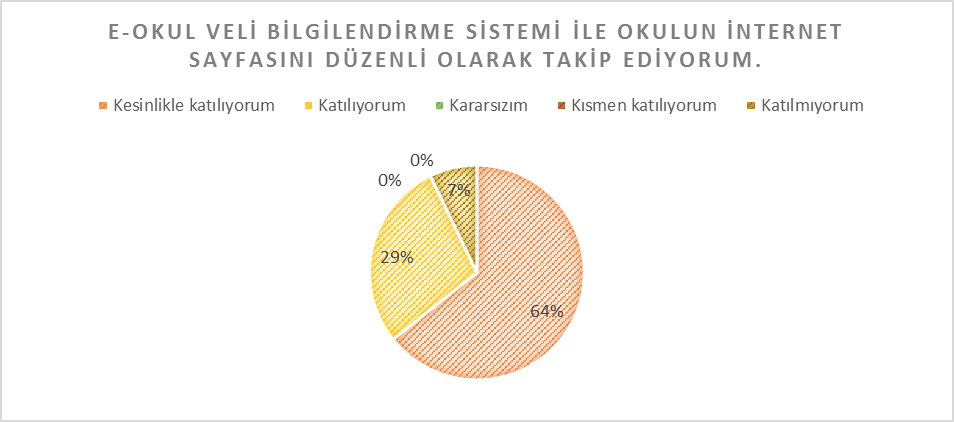 E-OKUL VELİ BİLGİLENDİRME SİSTEMİ İLE OKULUN İNTERNET
SAYFASINI DÜZENLİ OLARAK TAKİP EDİYORUM.
Kesinlikle katılıyorum Katılıyorum Kararsızım Kısmen katılıyorum Katılmıyorum
0%
0%
7%
29%
64%